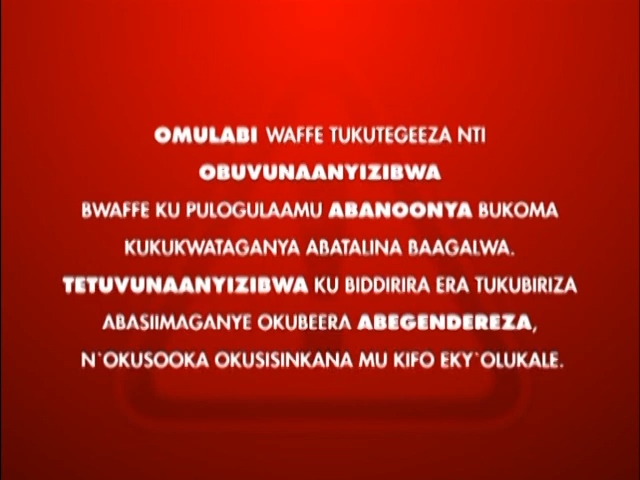 OMULABI WAFFE TUKUTEGEEZA NTI
OBUVUNAANYIZIBWA
BWAFFE KU PULOGULAAMU ABANOONYA BUKOMA
KUKUKWATAGANYA ABATALINA BAAGALWA.
TETUVUNAANYIZIBWA KU BIDDIRIRA ERA TUKUBIRIZA
ABASIIMAGANYE OKUBEERA ABEGENDEREZA,
N`OKUSOOKA OKUSISINKANA MU KIFO EKY`OLUKALE.